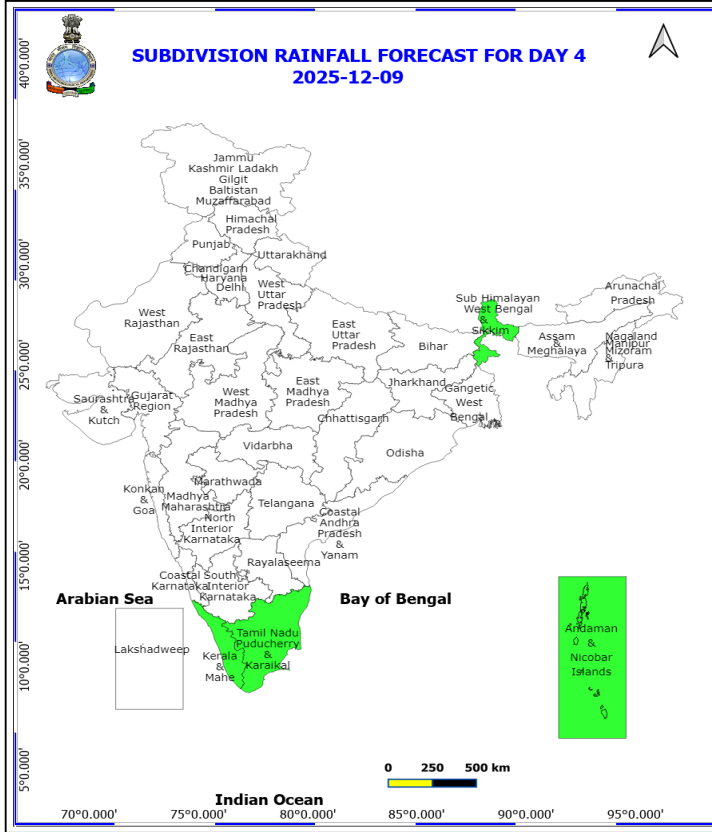 SUBDIVISION RAINFALL FORECAST FOR DAY 4
2025-12-09
40°0.000'
35°0.000'
30°0.000'
25°0.000'
20°0.000'
15°0.000'
10°0.000'
5°0.000'
Jammu
Kashmir Ladakh
Gilgit
Baltistan
Muzaffarabad
Himachal
Pradesh
Punjab
Uttarakhand
Chandigarh
Haryana
Delhi
West
Uttar
Pradesh
West
Rajasthan
East
Rajasthan
East
Uttar
Pradesh
Bihar
Sub Himalayan
West Bengal
&
Sikkim
Arunachal
Pradesh
Assam
&
Meghalaya
Nagaland
Manipur
Mizoram
&
Tripura
Saurashtra
&
Kutch
Gujarat
Region
West
Madhya
Pradesh
East
Madhya
Pradesh
Jharkhand
Gangetic
West
Bengal
Chhattisgarh
Vidarbha
Odisha
Konkan
&
Goa
Marathwada
Madhya
Maharashtra
Telangana
North
Interior
Karnataka
Coastal
Andhra
Pradesh
&
Yanam
Rayalaseema
Coastal
Karnataka
South
Interior
Karnataka
Arabian Sea
Bay of Bengal
Lakshadweep
Kerala
&
Mahe
Tamil Nadu
Puducherry
&
Karaikal
Andaman
&
Nicobar
Islands
0 250 500 km
Indian Ocean
70°0.000' 75°0.000' 80°0.000' 85°0.000' 90°0.000' 95°0.000'